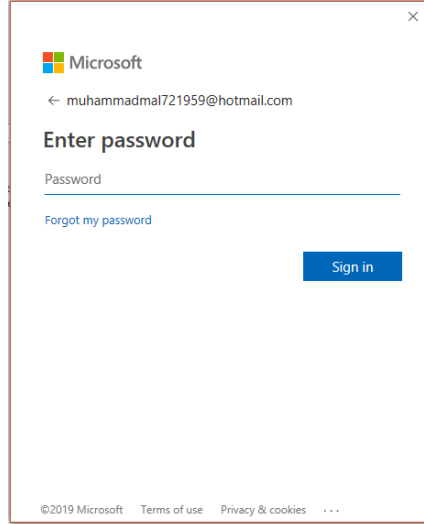 Microsoft
← muhammadmal721959@hotmail.com
Enter password
Password
Forgot my password
Sign in
©2019 Microsoft Terms of use Privacy & cookies ...